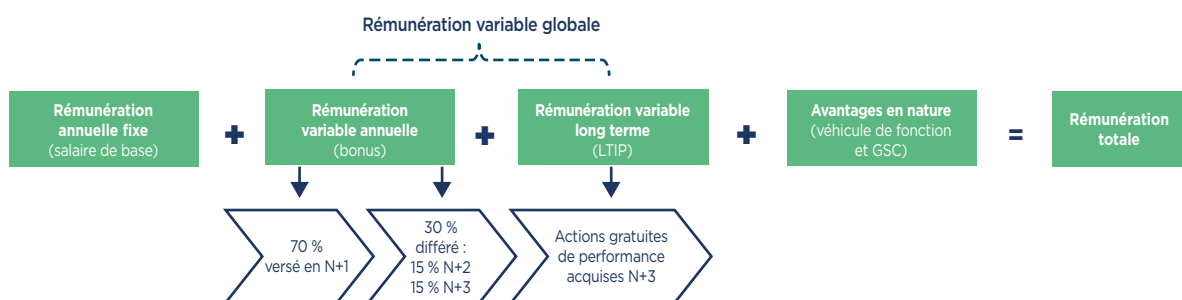 Rémunération variable globale
Rémunération
annuelle fixe
(salaire de base)
+
Rémunération
variable annuelle
(bonus)
+
Rémunération variable
long terme
(LTIP)
+
Avantages en nature
(véhicule de fonction
et GSC)
=
Rémunération
totale
70 %
versé en N+1
30 %
différé :
15 % N+2
15 % N+3
Actions gratuites
de performance
acquises N+3